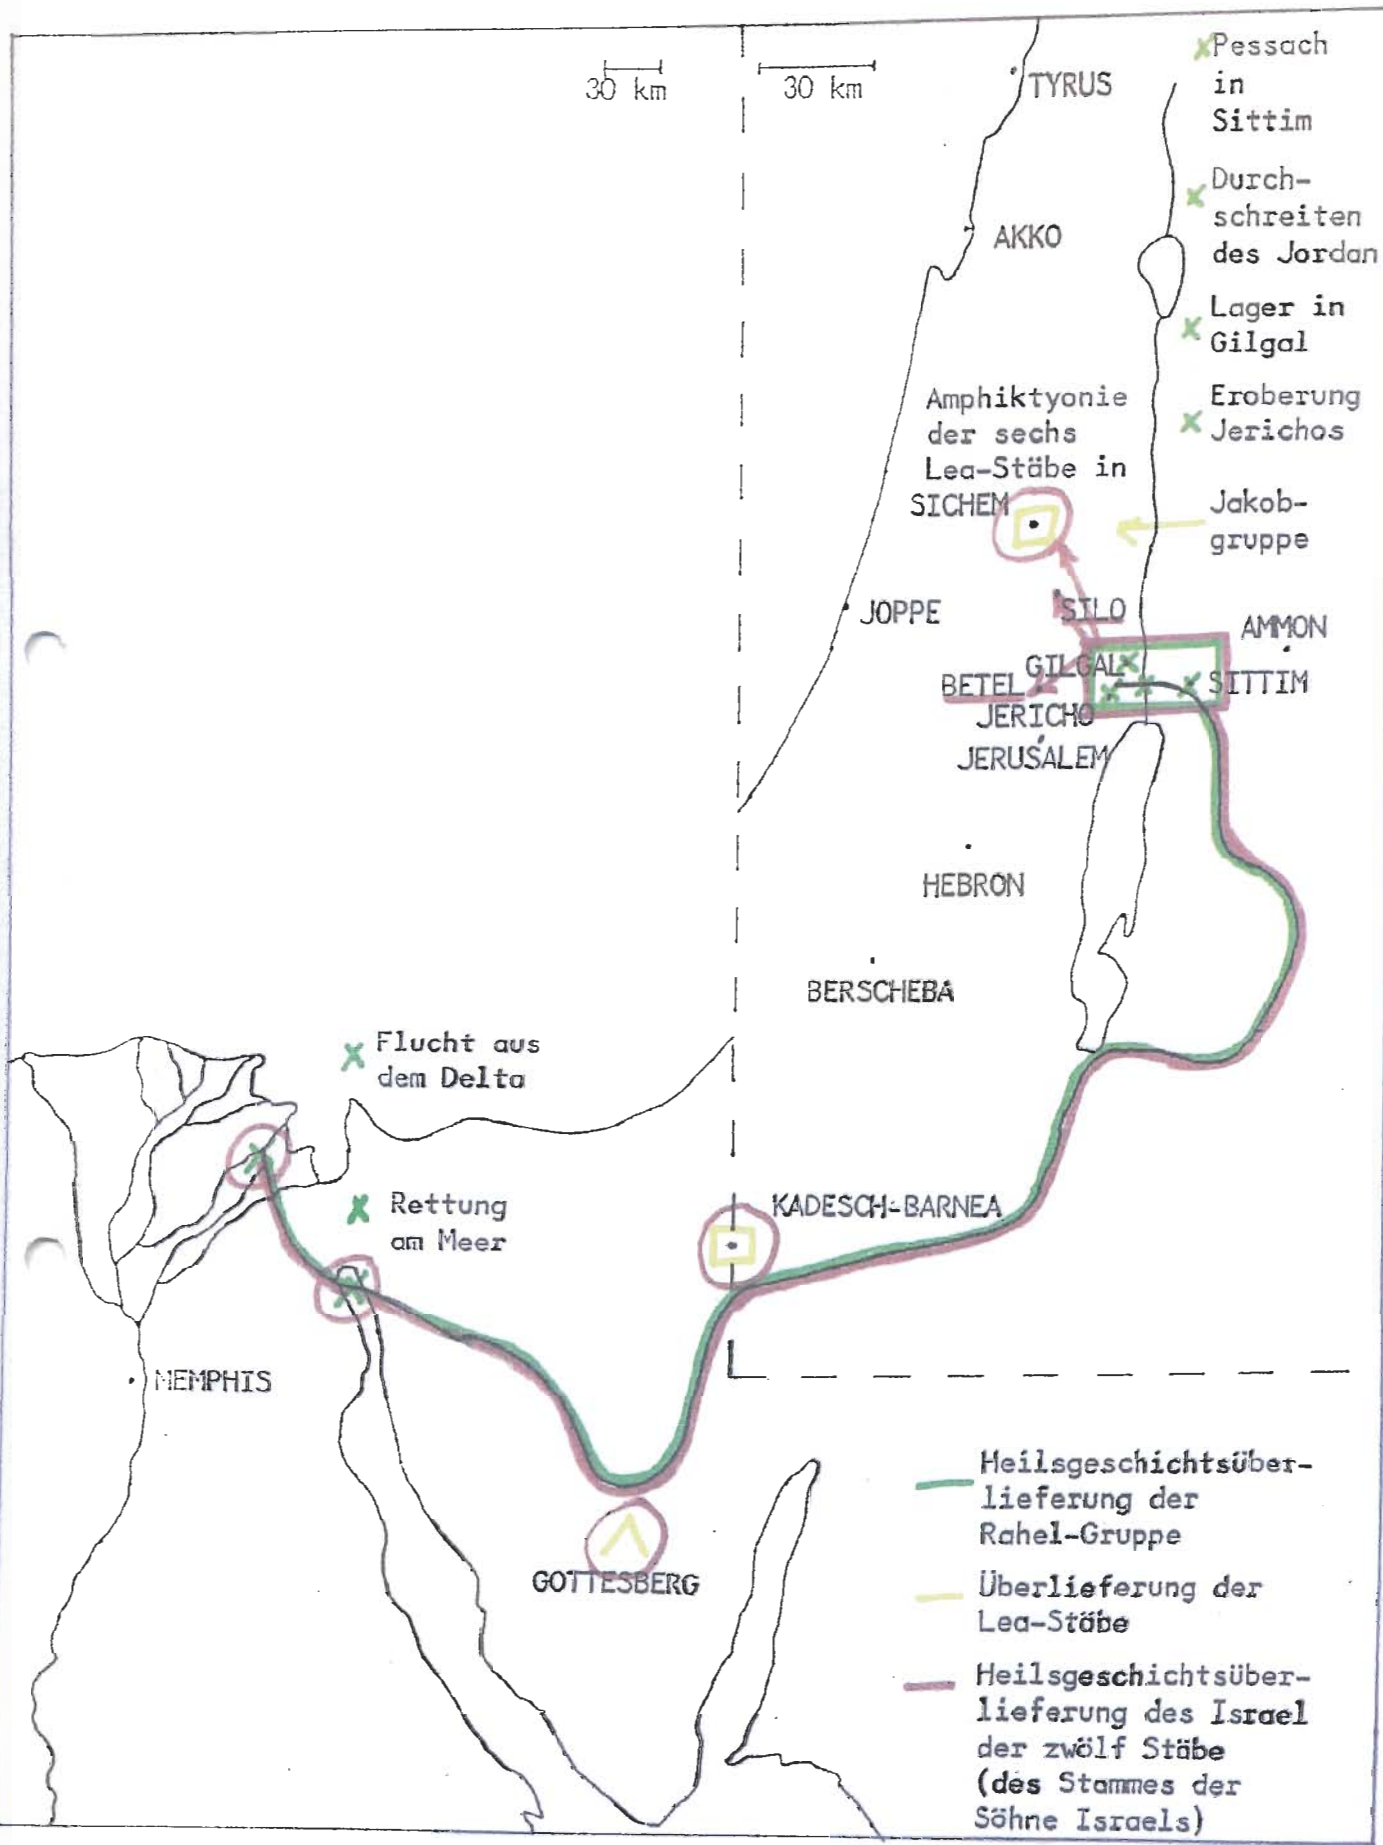 30 km
30 km
TYRUS
AKKO
Pessach
in
Sittim
Durch-
schreiten
des Jordan
Lager in
Gilgal
Eroberung
Jerichos
Jakob-
gruppe
Amphiktyonie
der sechs
Lea-Stäbe in
SICHEM
JOPPE
SILO
AMMON
GILGAL
BETEL
SITTIM
JERICHO
JERUSALEM
HEBRON
BERSCHEBA
Flucht aus
dem Delta
Rettung
am Meer
KADESCH-BARNEA
MEMPHIS
GOTTESBERG
Heilsgeschichtsüber-
lieferung der
Rahel-Gruppe
Überlieferung der
Lea-Stäbe
Heilsgeschichtsüber-
lieferung des Israel
der zwölf Stäbe
(des Stammes der
Söhne Israels)